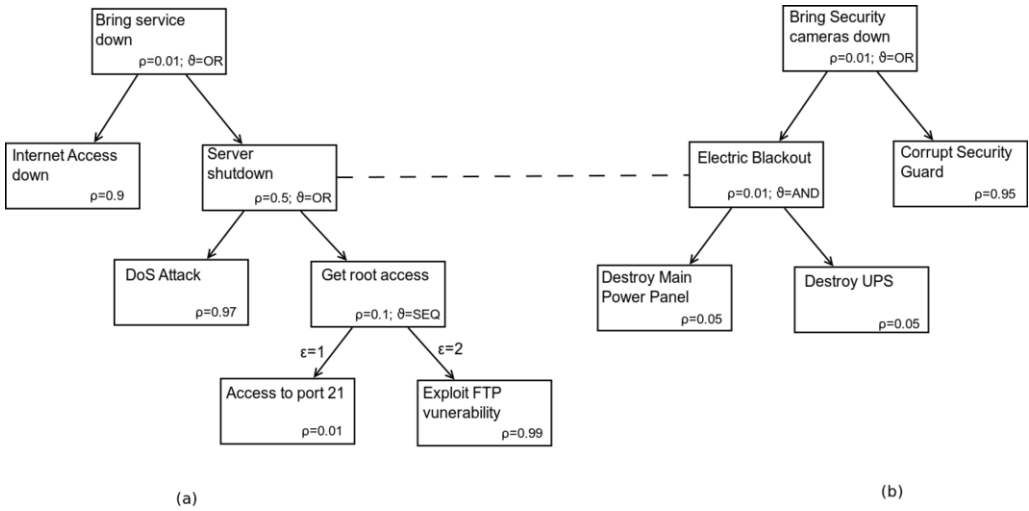 Bring service
down
ρ=0.01; ϑ=OR
Internet Access
down
ρ=0.9
Server
shutdown
ρ=0.5; ϑ=OR
DoS Attack
ρ=0.97
Get root access
ρ=0.1; ϑ=SEQ
ε=1
ε=2
Access to port 21
ρ=0.01
Exploit FTP
vunerability
ρ=0.99
(a)
Bring Security
cameras down
ρ=0.01; ϑ=OR
Electric Blackout
ρ=0.01; ϑ=AND
Corrupt Security
Guard
ρ=0.95
Destroy Main
Power Panel
ρ=0.05
Destroy UPS
ρ=0.05
(b)